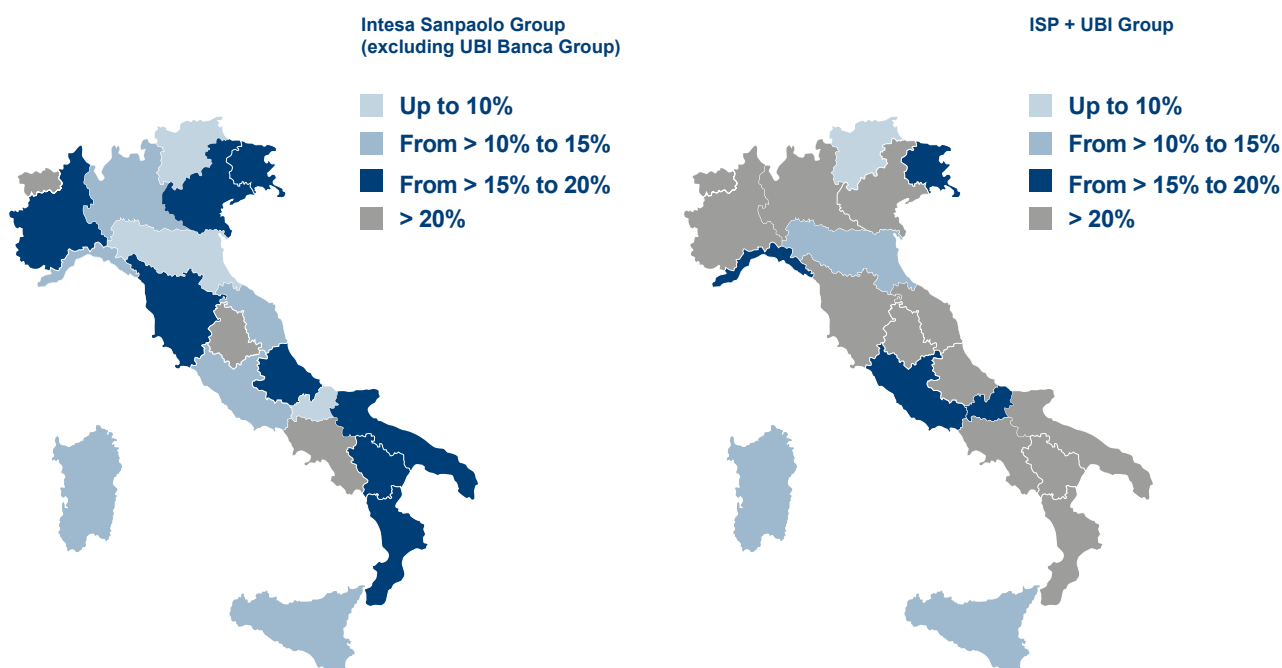 Intesa Sanpaolo Group
(excluding UBI Banca Group)
Up to 10%
From > 10% to 15%
From > 15% to 20%
> 20%
ISP + UBI Group
Up to 10%
From > 10% to 15%
From > 15% to 20%
> 20%